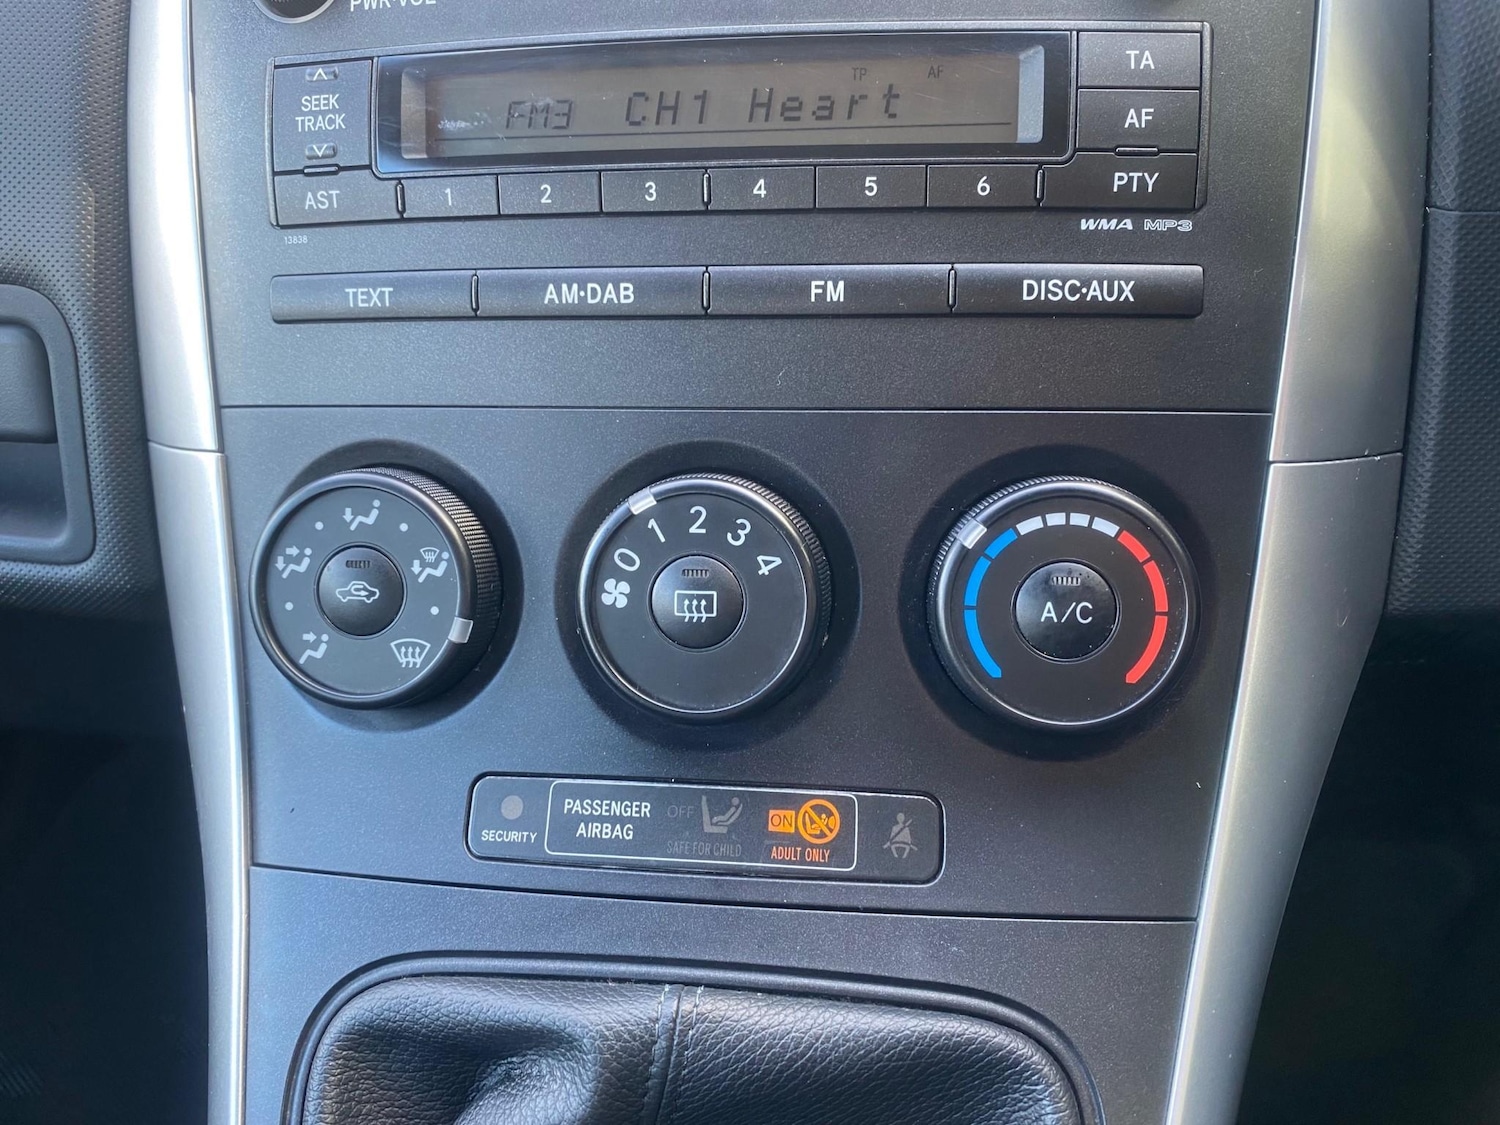 PWR·VOL
TP AF
FM3 CH1 Heart
SEEK
TRACK
AST 1 2 3 4 5 6
TA
AF
PTY
13838
WMA MP3
TEXT AM·DAB FM DISC·AUX
0 1 2 3 4
A/C
SECURITY
PASSENGER
AIRBAG
OFF
SAFE FOR CHILD
ON
ADULT ONLY